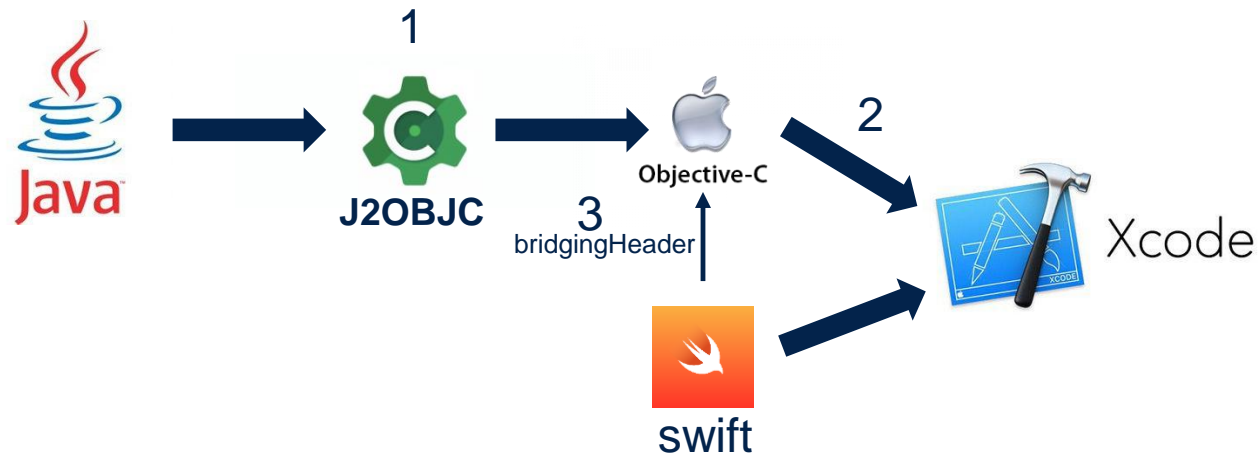 1
Java
J2OBJC
Objective-C
2
3
bridgingHeader
XCODE
Xcode
swift